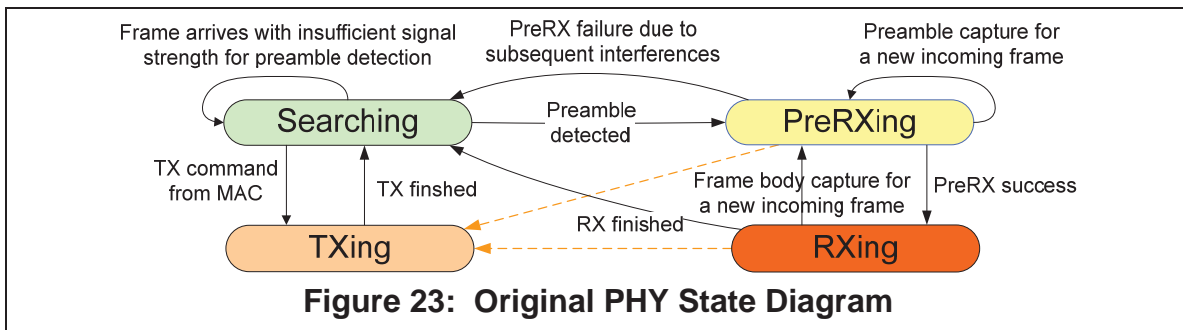 Frame arrives with insufficient signal
strength for preamble detection
PreRX failure due to
subsequent interferences
Preamble capture for
a new incoming frame
Searching
Preamble
detected
PreRXing
TX command
from MAC
TX finshed
Frame body capture for
a new incoming frame
PreRX success
RX finished
TXing
RXing
Figure 23: Original PHY State Diagram